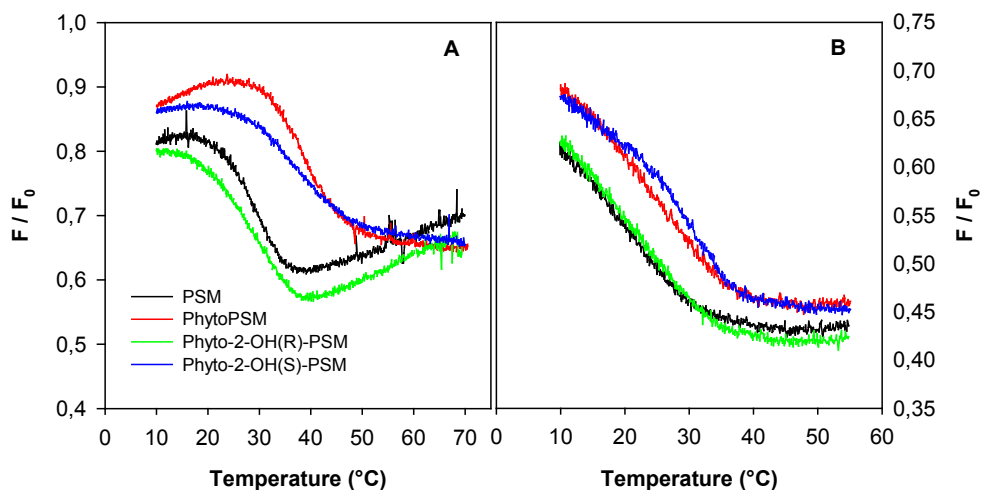 A
B
1,0
0,9
0,8
0,7
0,6
0,5
0,4
F / F0
PSM
PhytoPSM
Phyto-2-OH(R)-PSM
Phyto-2-OH(S)-PSM
0 10 20 30 40 50 60 70
Temperature (°C)
0 10 20 30 40 50 60
Temperature (°C)
0,75
0,70
0,65
0,60
0,55
0,50
0,45
0,40
0,35
F / F0